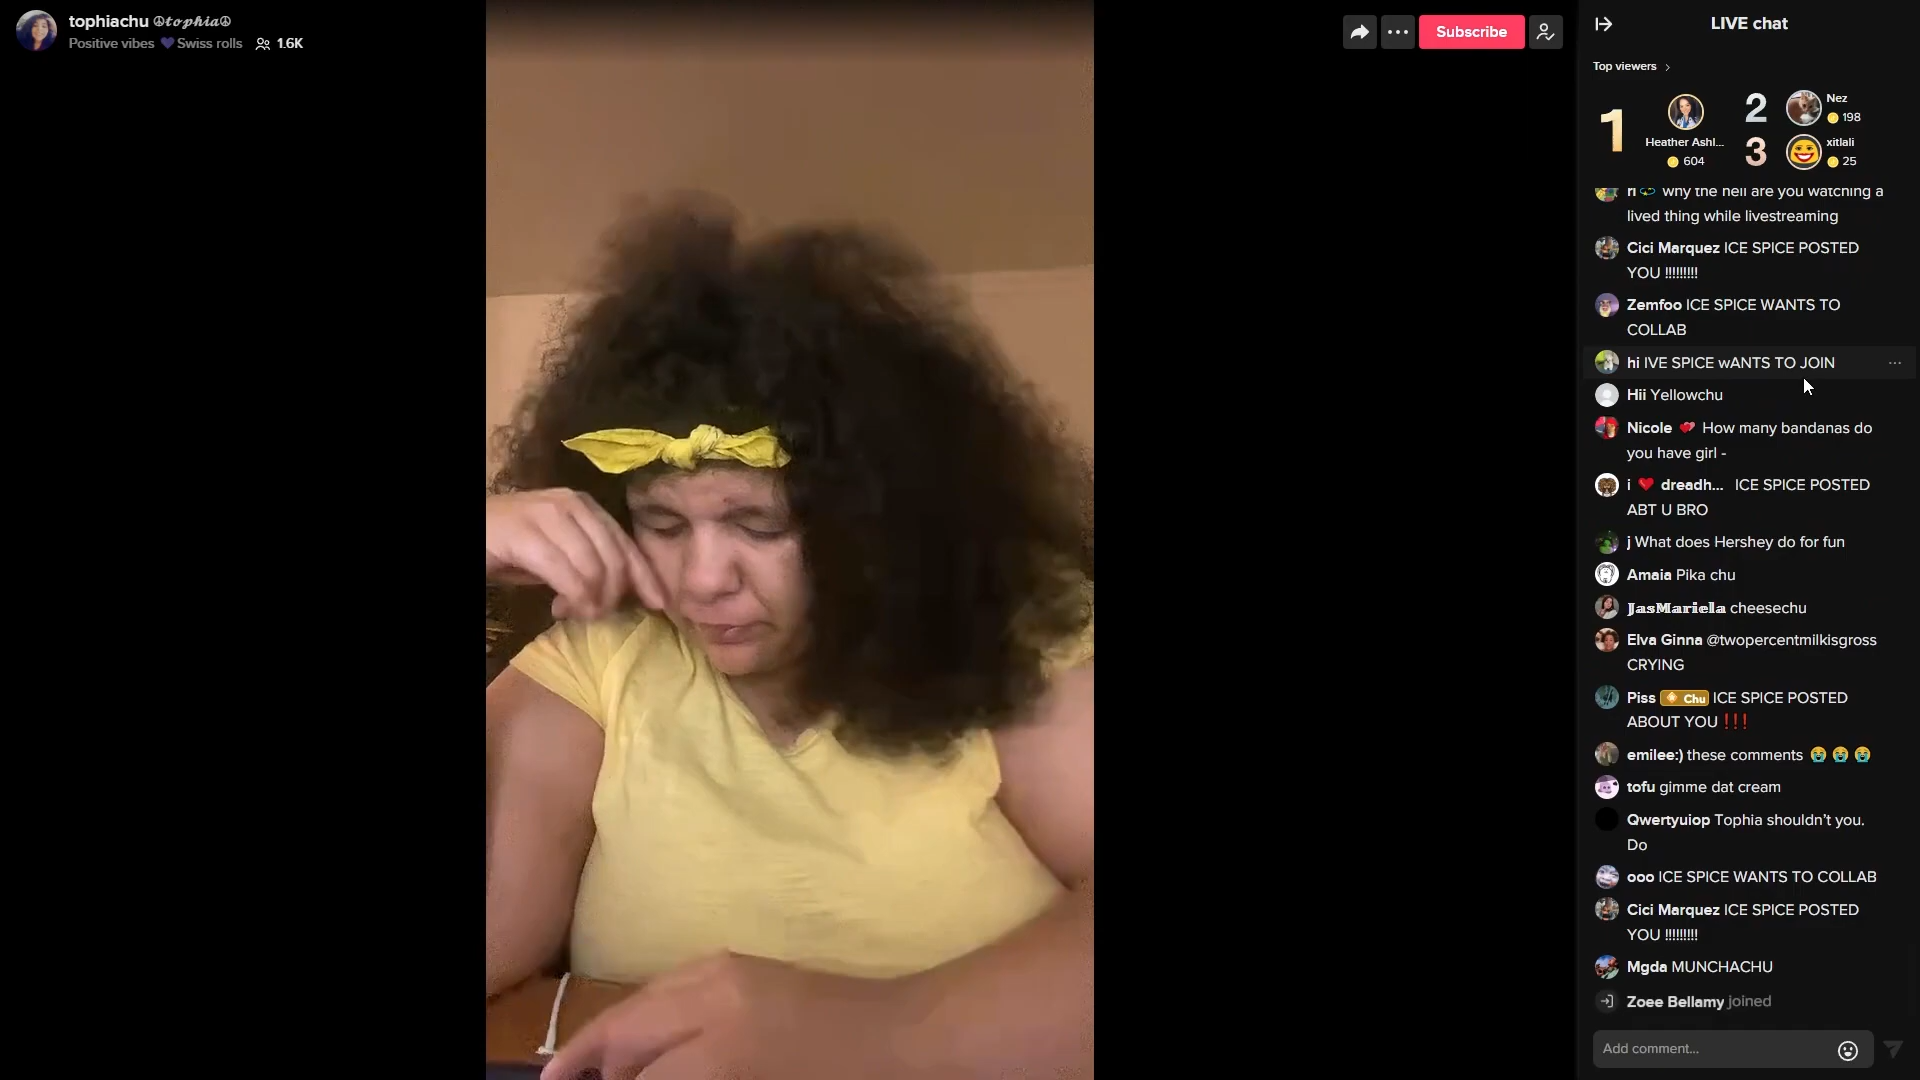 tophiachu ☮𝓽𝓸𝓹𝓱𝓲𝓪☮
Positive vibes 💜Swiss rolls 1.6K
Subscribe
LIVE chat
Top viewers >
1
Heather Ashl...
604
2
Nez
198
3
xitlali
25
ri why the hell are you watching a
lived thing while livestreaming
Cici Marquez ICE SPICE POSTED
YOU !!!!!!!!!
Zemfoo ICE SPICE WANTS TO
COLLAB
hi IVE SPICE wANTS TO JOIN
Hii Yellowchu
Nicole 💕 How many bandanas do
you have girl -
i ❤️ dreadh... ICE SPICE POSTED
ABT U BRO
j What does Hershey do for fun
Amaia Pika chu
𝕁𝕒𝕤𝕄𝕒𝕣𝕚𝕖𝕝𝕒 cheesechu
Elva Ginna @twopercentmilkisgross
CRYING
Piss Chu ICE SPICE POSTED
ABOUT YOU ❗❗❗
emilee:) these comments 😭 😭 😭
tofu gimme dat cream
Qwertyuiop Tophia shouldn't you.
Do
ooo ICE SPICE WANTS TO COLLAB
Cici Marquez ICE SPICE POSTED
YOU !!!!!!!!!
Mgda MUNCHACHU
Zoee Bellamy joined
Add comment...